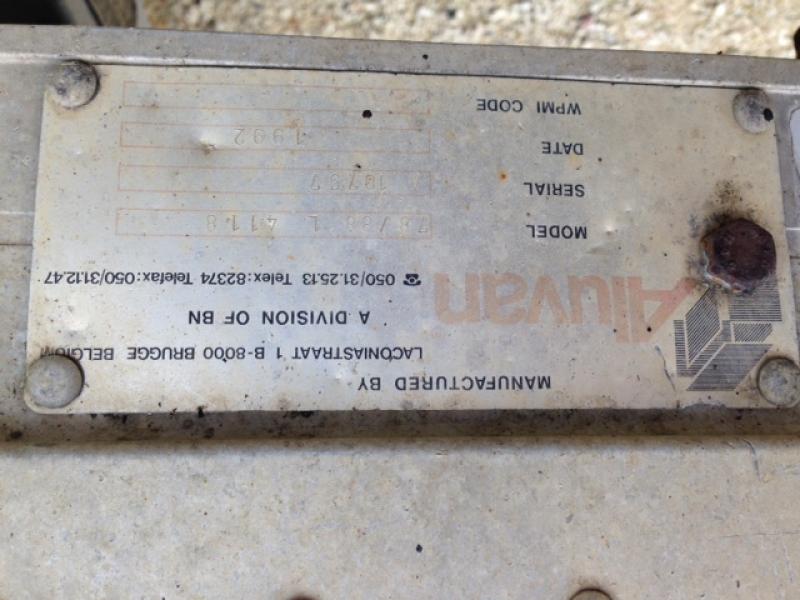 MANUFACTURED BY
LACONIASTRAAT 1 B-8000 BRUGGE BELGIUM
A DIVISION OF BN
☎ 050/31.25.13 Telex:82374 Telefax:050/31.12.47
Aluvan
MODEL
SERIAL
DATE 1992
WPMI CODE